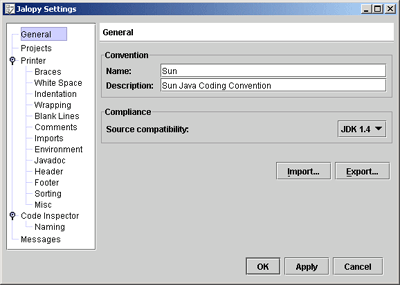 Jalopy Settings
General
Projects
Printer
Braces
White Space
Indentation
Wrapping
Blank Lines
Comments
Imports
Environment
Javadoc
Header
Footer
Sorting
Misc
Code Inspector
Naming
Messages
General
Convention
Name: Sun
Description: Sun Java Coding Convention
Compliance
Source compatibility: JDK 1.4
Import... Export...
OK Apply Cancel